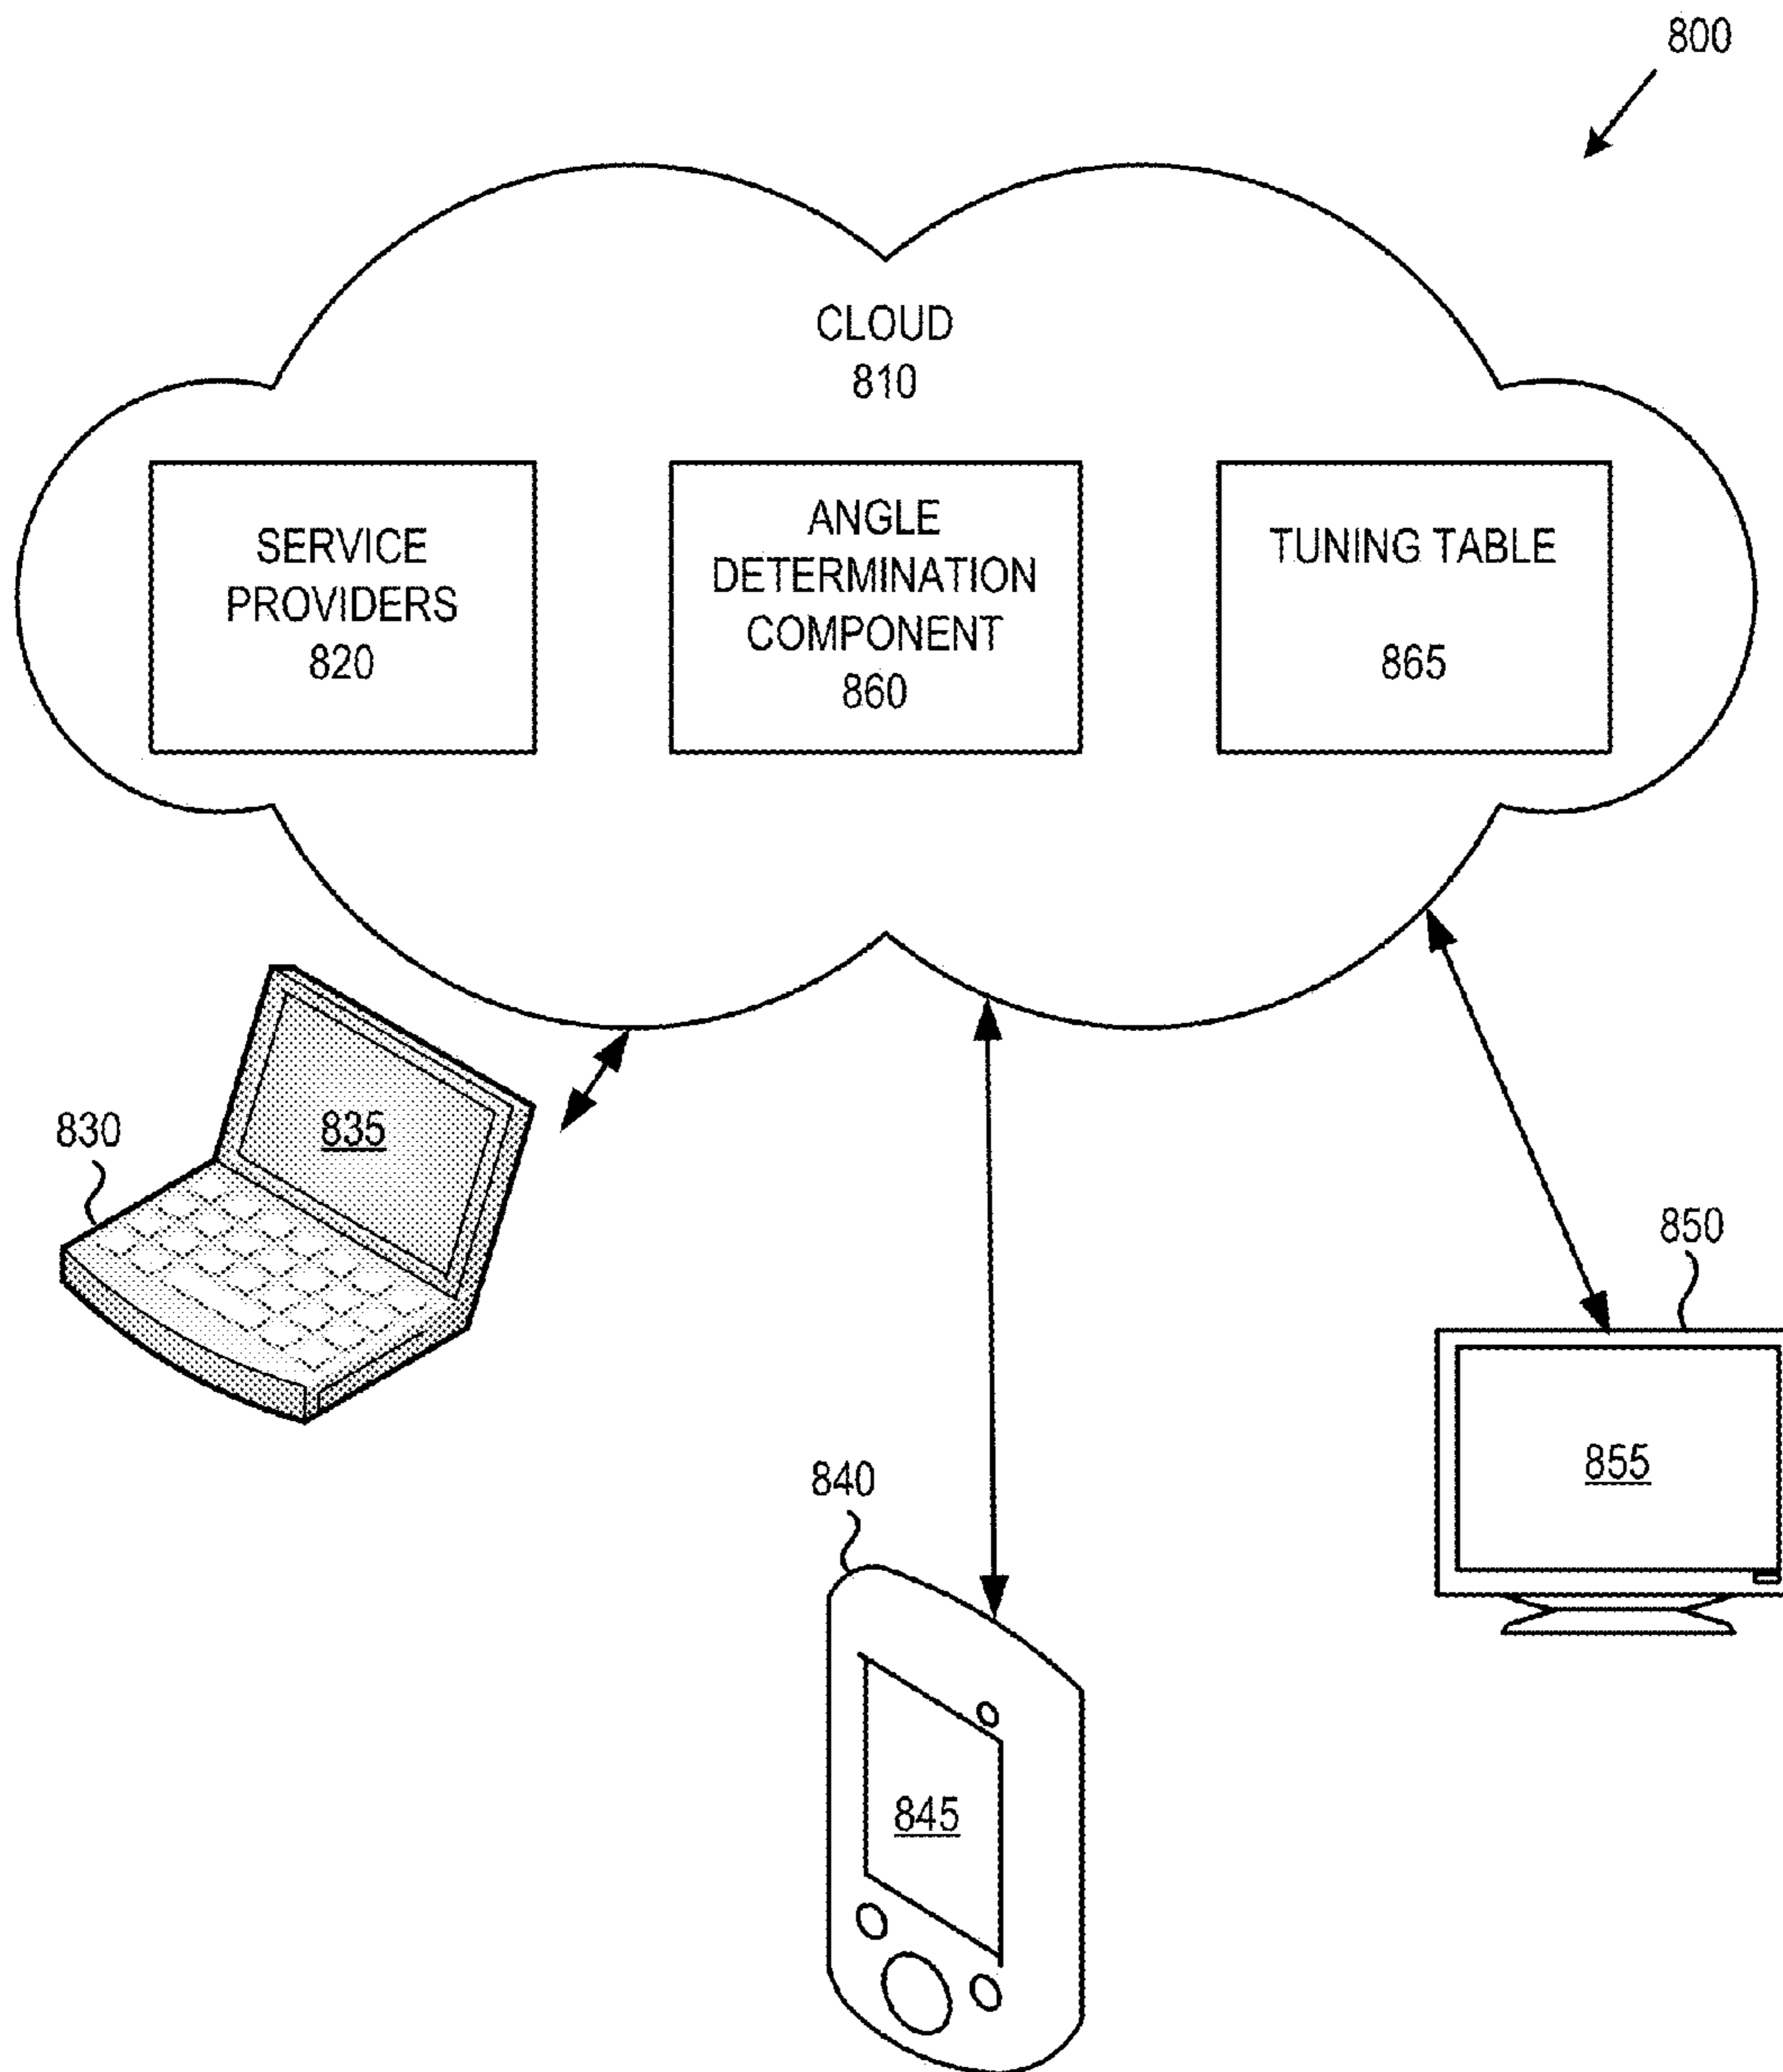 800
CLOUD
810
SERVICE
PROVIDERS
820
ANGLE
DETERMINATION
COMPONENT
860
TUNING TABLE
865
830
835
850
855
840
845